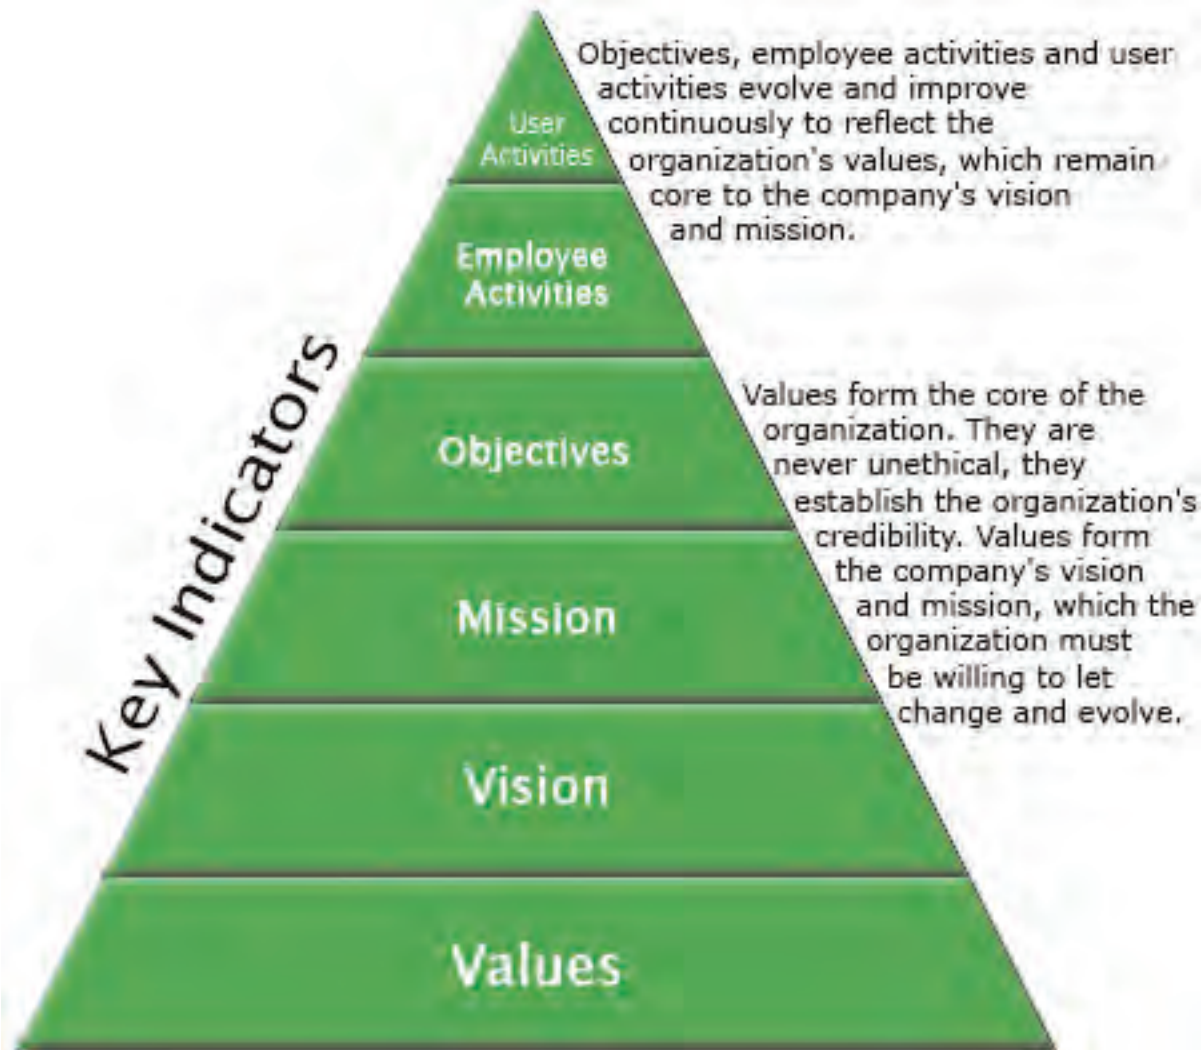 Objectives, employee activities and user
activities evolve and improve
continuously to reflect the
organization's values, which remain
core to the company's vision
and mission.
User
Activities
Employee
Activities
Key Indicators
Objectives
Values form the core of the
organization. They are
never unethical, they
establish the organization's
credibility. Values form
the company's vision
and mission, which the
organization must
be willing to let
change and evolve.
Mission
Vision
Values